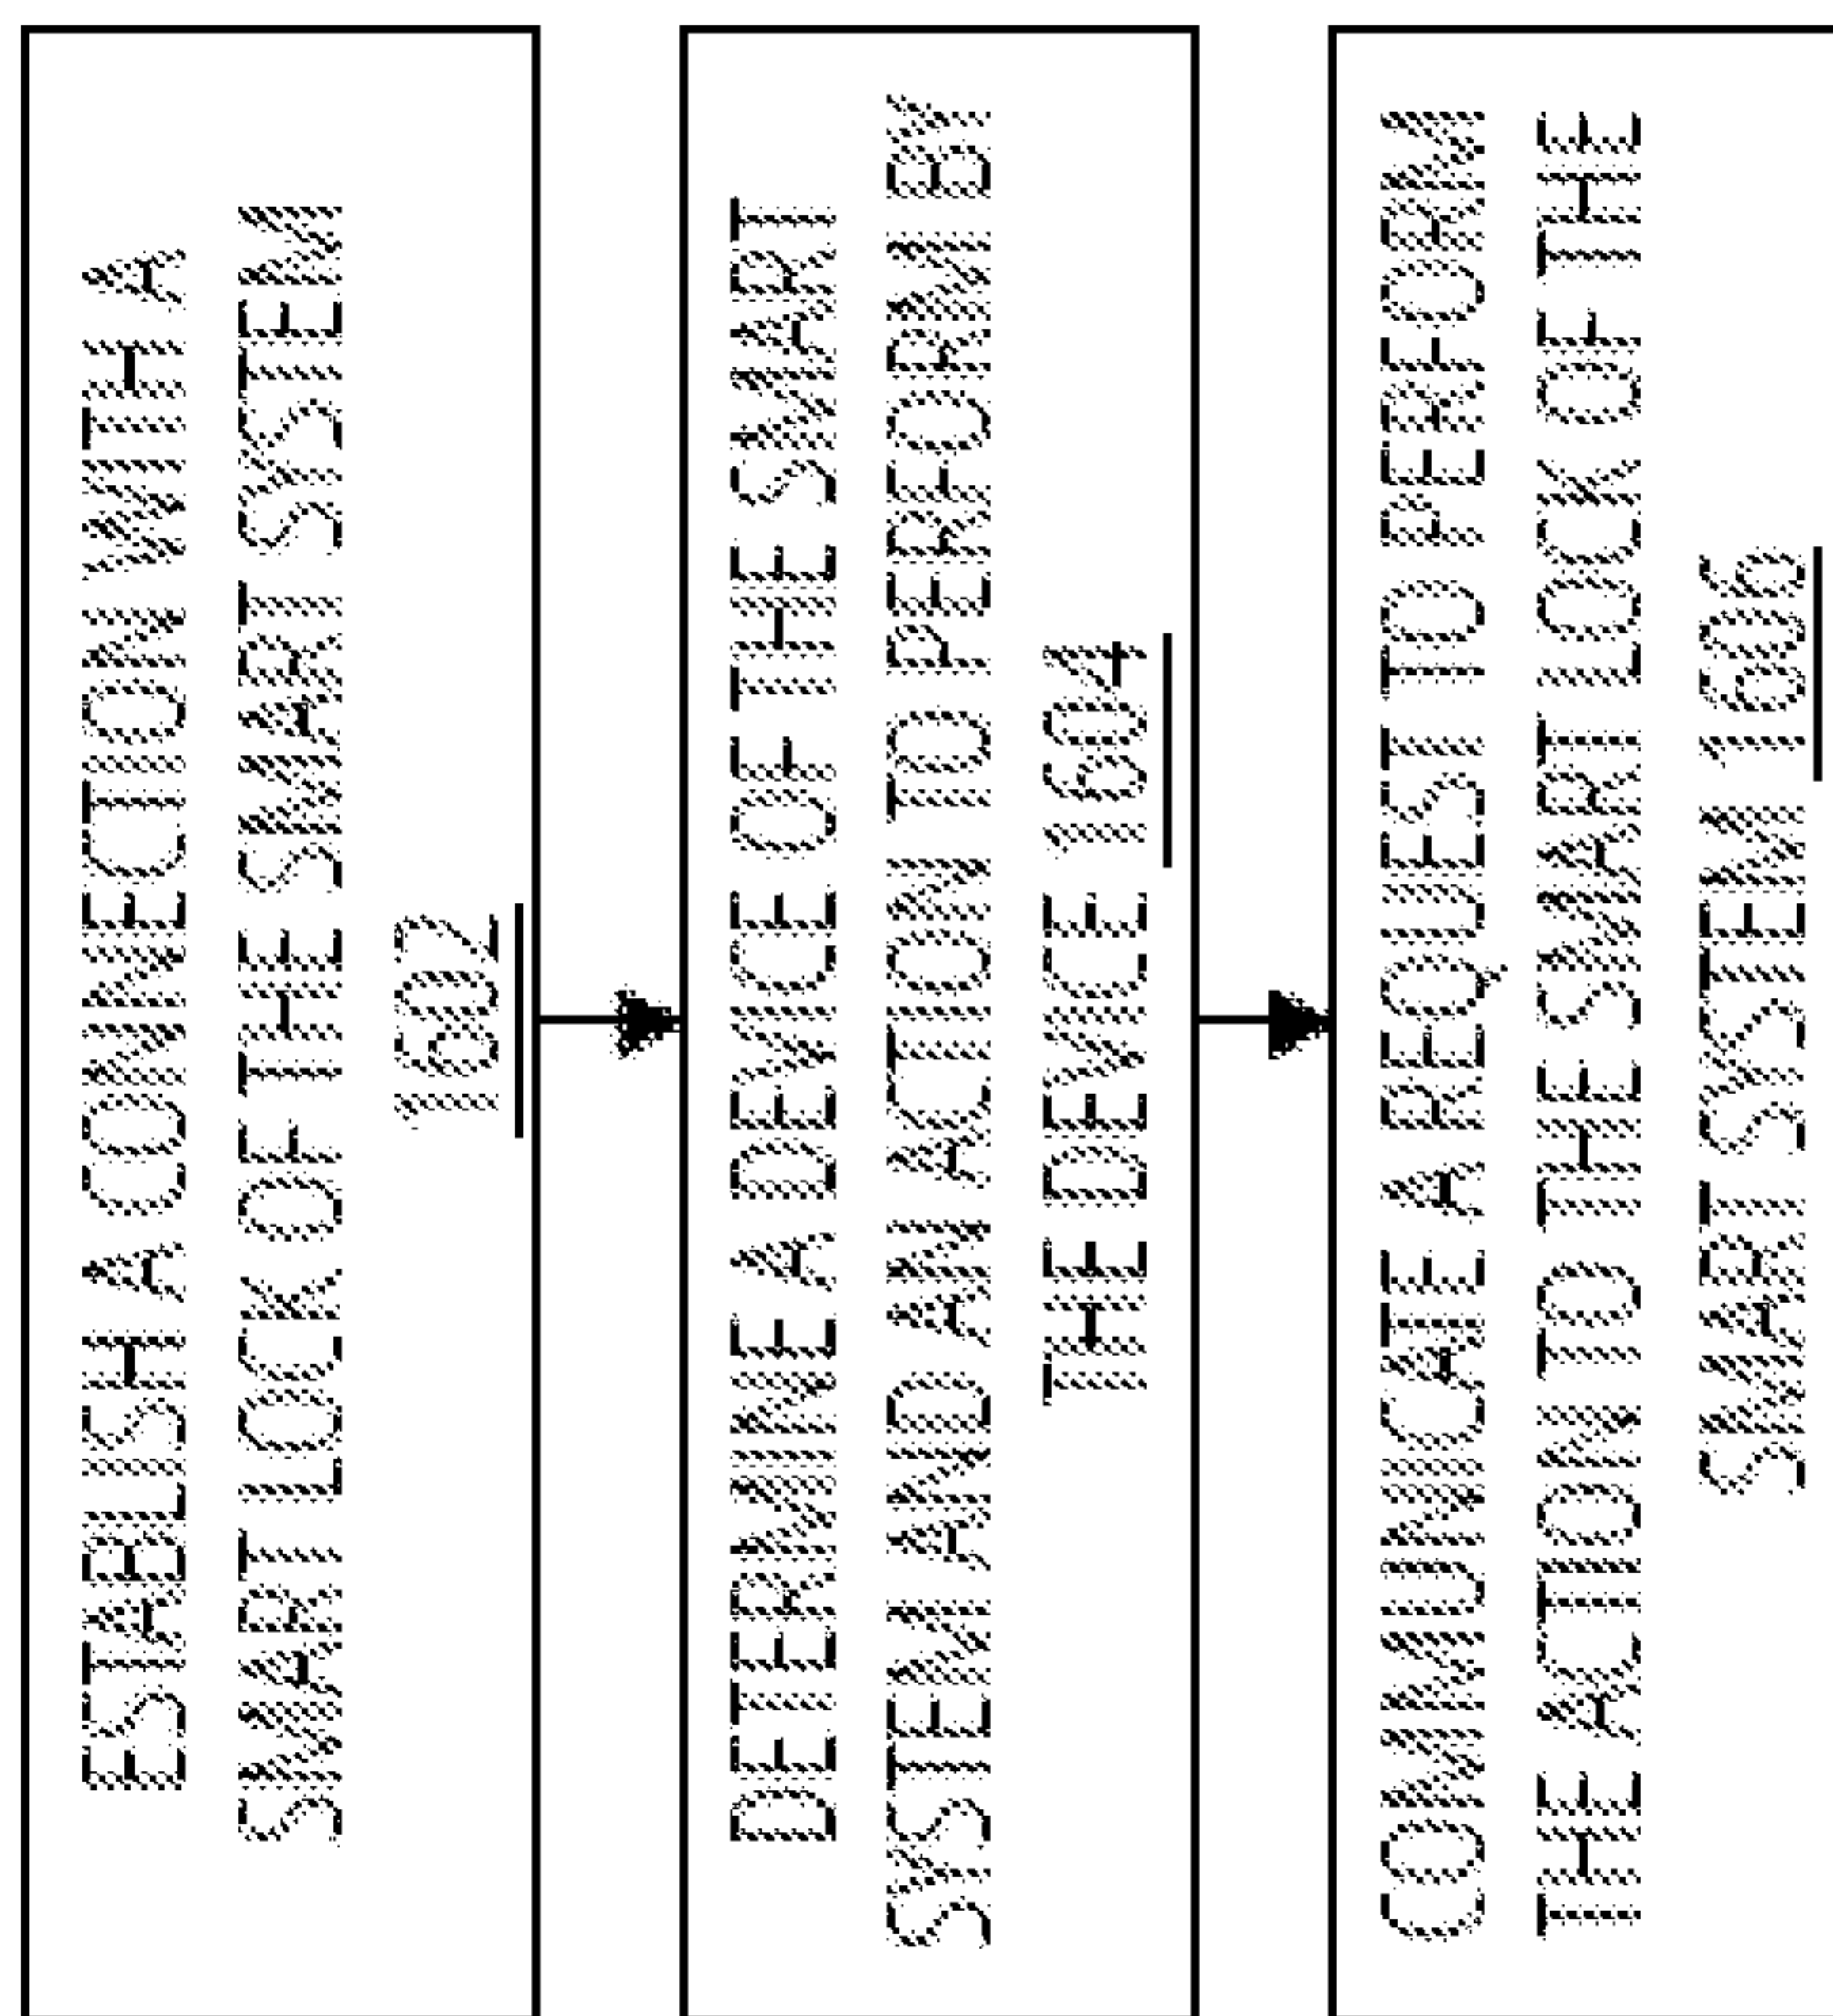 ESTABLISH A CONNECTION WITH A
SMART LOCK OF THE SMART SYSTEM
1602
DETERMINE A DEVICE OF THE SMART
SYSTEM AND AN ACTION TO PERFORM BY
THE DEVICE 1604
COMMUNICATE A REQUEST TO PERFORM
THE ACTION TO THE SMART LOCK OF THE
SMART SYSTEM 1606